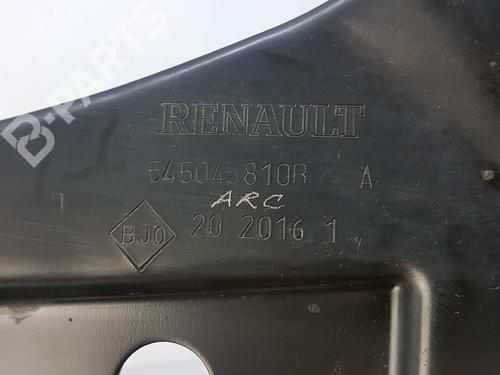 B-PARTS
RENAULT
545045810R A
ARC
BJ0 20 2016 1